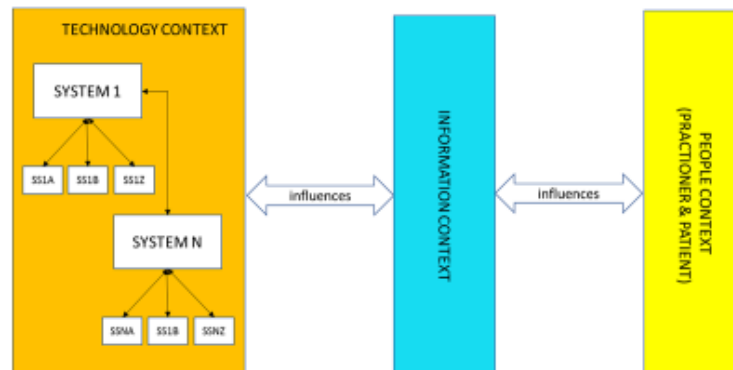 TECHNOLOGY CONTEXT
SYSTEM 1
SS1A
SS1B
SS1Z
SYSTEM N
SSNA
SS1B
SSNZ
influences
INFORMATION CONTEXT
influences
PEOPLE CONTEXT
(PRACTIONER & PATIENT)